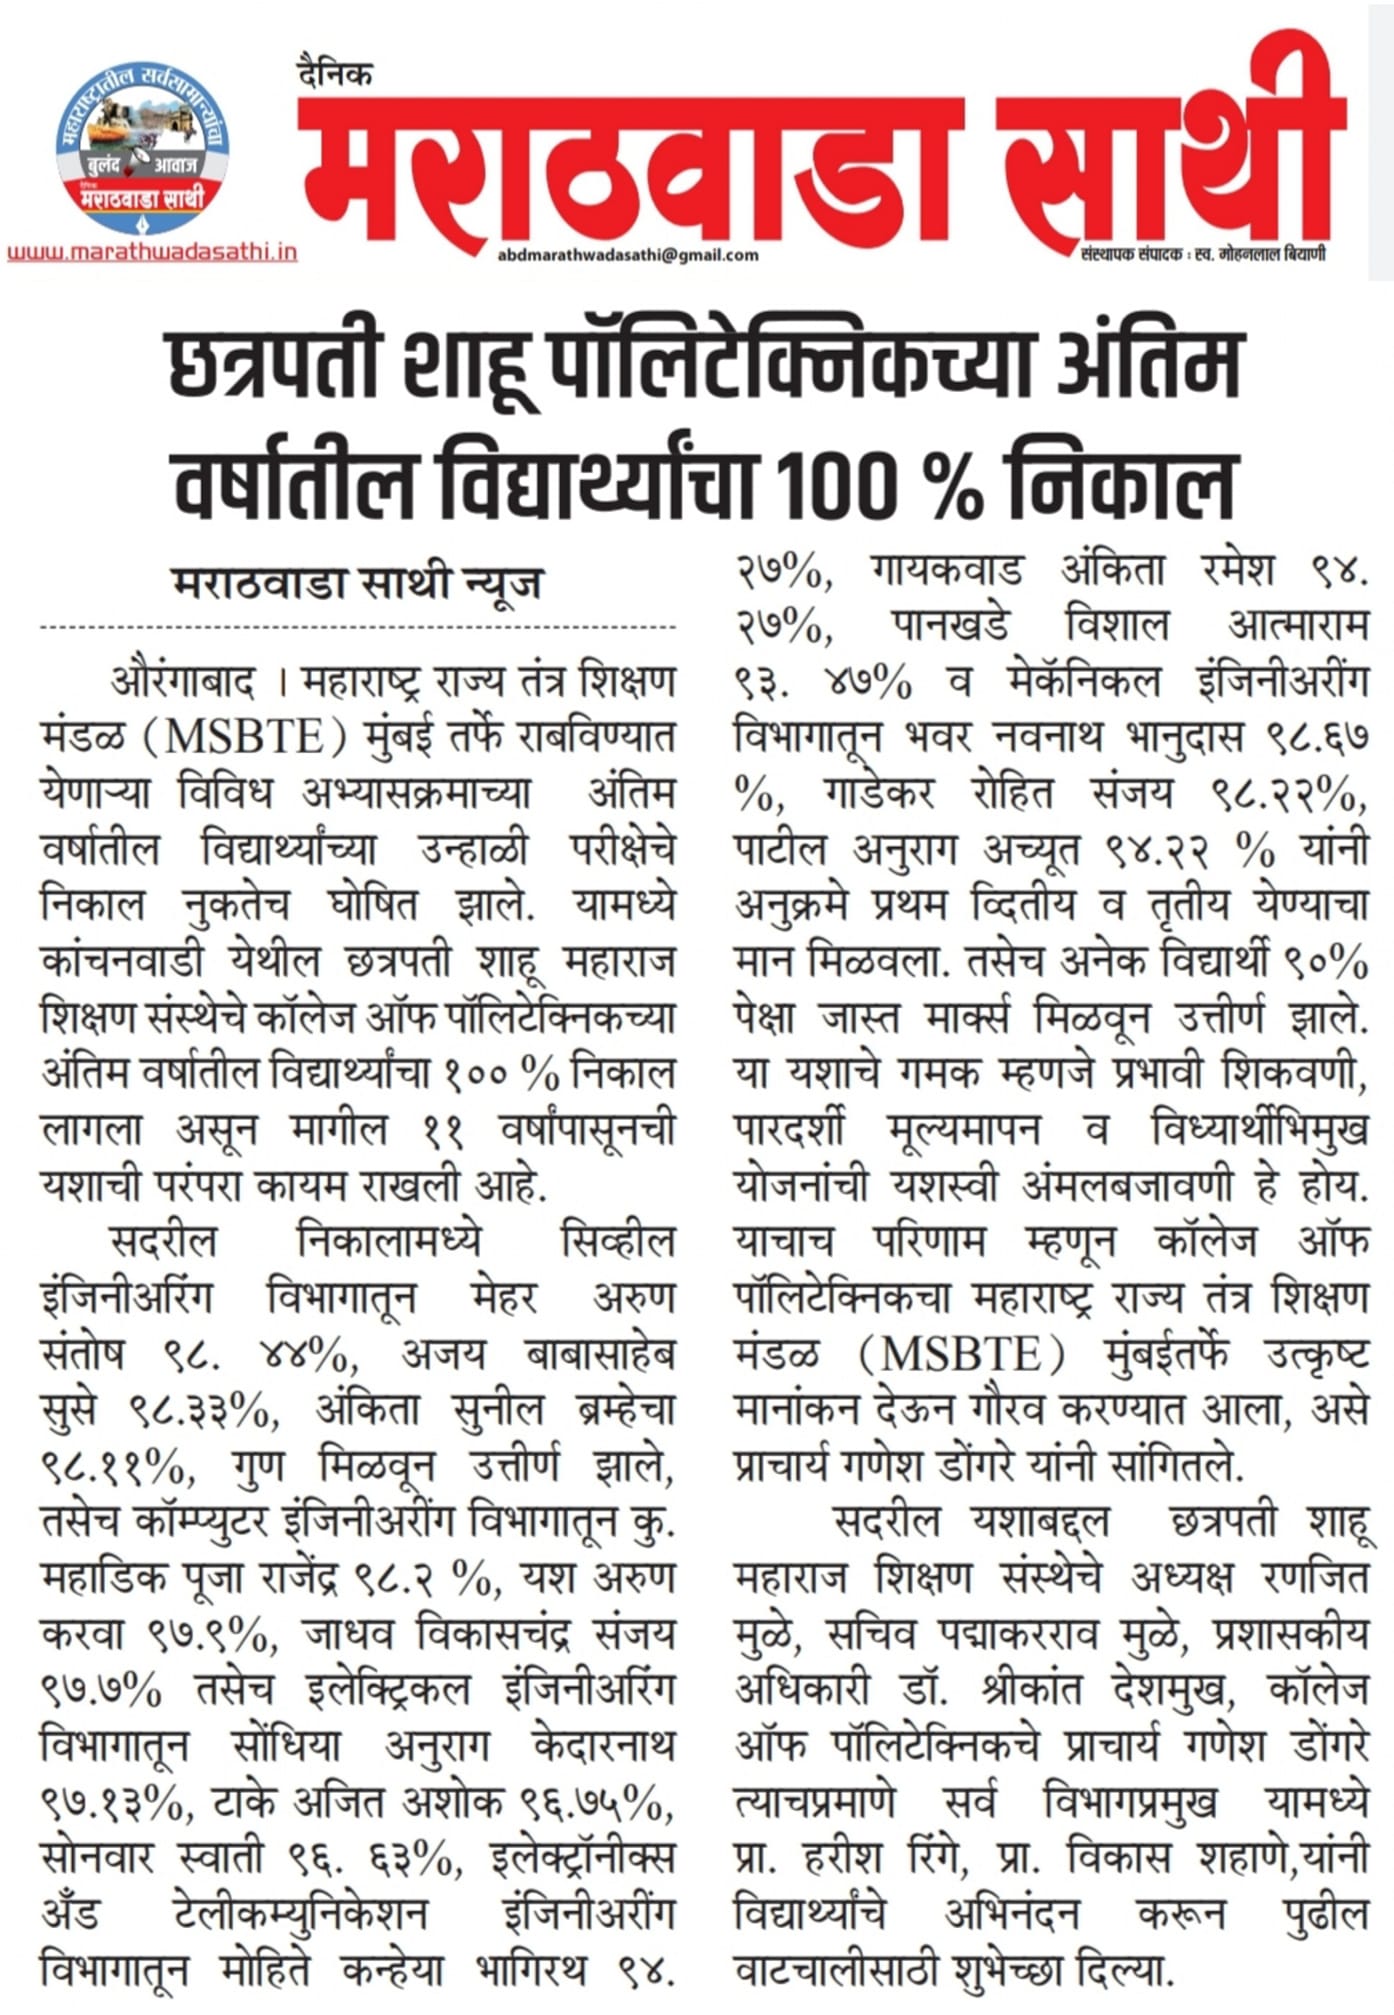 महाराष्ट्रातील सर्वसामान्यांचा
बुलंद आवाज
दैनिक
मराठवाडा साथी
www.marathwadasathi.in
दैनिक
मराठवाडा साथी
abdmarathwadasathi@gmail.com
संस्थापक संपादक : स्व. मोहनलाल बियाणी
छत्रपती शाहू पॉलिटेक्निकच्या अंतिम
वर्षातील विद्यार्थ्यांचा 100 % निकाल
मराठवाडा साथी न्यूज
औरंगाबाद । महाराष्ट्र राज्य तंत्र शिक्षण
मंडळ (MSBTE) मुंबई तर्फे राबविण्यात
येणाऱ्या विविध अभ्यासक्रमाच्या अंतिम
वर्षातील विद्यार्थ्यांच्या उन्हाळी परीक्षेचे
निकाल नुकतेच घोषित झाले. यामध्ये
कांचनवाडी येथील छत्रपती शाहू महाराज
शिक्षण संस्थेचे कॉलेज ऑफ पॉलिटेक्निकच्या
अंतिम वर्षातील विद्यार्थ्यांचा १०० % निकाल
लागला असून मागील ११ वर्षांपासूनची
यशाची परंपरा कायम राखली आहे.
सदरील निकालामध्ये सिव्हील
इंजिनीअरिंग विभागातून मेहर अरुण
संतोष ९८. ४४%, अजय बाबासाहेब
सुसे ९८.३३%, अंकिता सुनील ब्रम्हेचा
९८.११%, गुण मिळवून उत्तीर्ण झाले,
तसेच कॉम्प्युटर इंजिनीअरींग विभागातून कु.
महाडिक पूजा राजेंद्र ९८.२ %, यश अरुण
करवा ९७.९%, जाधव विकासचंद्र संजय
९७.७% तसेच इलेक्ट्रिकल इंजिनीअरिंग
विभागातून सोंधिया अनुराग केदारनाथ
९७.१३%, टाके अजित अशोक ९६.७५%,
सोनवार स्वाती ९६. ६३%, इलेक्ट्रॉनीक्स
अँड टेलीकम्युनिकेशन इंजिनीअरींग
विभागातून मोहिते कन्हेया भागिरथ ९४.
२७%, गायकवाड अंकिता रमेश ९४.
२७%, पानखडे विशाल आत्माराम
९३. ४७% व मेकॅनिकल इंजिनीअरींग
विभागातून भवर नवनाथ भानुदास ९८.६७
%, गाडेकर रोहित संजय ९८.२२%,
पाटील अनुराग अच्यूत ९४.२२ % यांनी
अनुक्रमे प्रथम व्दितीय व तृतीय येण्याचा
मान मिळवला. तसेच अनेक विद्यार्थी ९०%
पेक्षा जास्त मार्क्स मिळवून उत्तीर्ण झाले.
या यशाचे गमक म्हणजे प्रभावी शिकवणी,
पारदर्शी मूल्यमापन व विध्यार्थीभिमुख
योजनांची यशस्वी अंमलबजावणी हे होय.
याचाच परिणाम म्हणून कॉलेज ऑफ
पॉलिटेक्निकचा महाराष्ट्र राज्य तंत्र शिक्षण
मंडळ (MSBTE) मुंबईतर्फे उत्कृष्ट
मानांकन देऊन गौरव करण्यात आला, असे
प्राचार्य गणेश डोंगरे यांनी सांगितले.
सदरील यशाबद्दल छत्रपती शाहू
महाराज शिक्षण संस्थेचे अध्यक्ष रणजित
मुळे, सचिव पद्माकरराव मुळे, प्रशासकीय
अधिकारी डॉ. श्रीकांत देशमुख, कॉलेज
ऑफ पॉलिटेक्निकचे प्राचार्य गणेश डोंगरे
त्याचप्रमाणे सर्व विभागप्रमुख यामध्ये
प्रा. हरीश रिंगे, प्रा. विकास शहाणे,यांनी
विद्यार्थ्यांचे अभिनंदन करून पुढील
वाटचालीसाठी शुभेच्छा दिल्या.